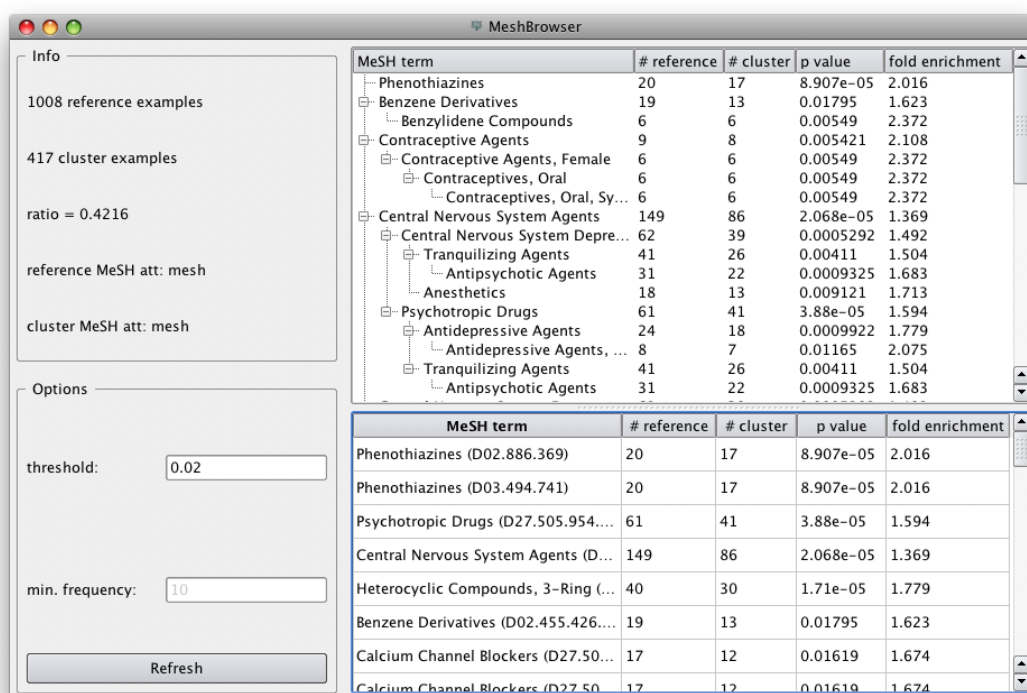 MeshBrowser
Info
1008 reference examples
417 cluster examples
ratio = 0.4216
reference MeSH att: mesh
cluster MeSH att: mesh
Options
threshold: 0.02
min. frequency: 10
Refresh
MeSH term # reference # cluster p value fold enrichment
Phenothiazines 20 17 8.907e-05 2.016
Benzene Derivatives 19 13 0.01795 1.623
Benzylidene Compounds 6 6 0.00549 2.372
Contraceptive Agents 9 8 0.005421 2.108
Contraceptive Agents, Female 6 6 0.00549 2.372
Contraceptives, Oral 6 6 0.00549 2.372
Contraceptives, Oral, Sy... 6 6 0.00549 2.372
Central Nervous System Agents 149 86 2.068e-05 1.369
Central Nervous System Depre... 62 39 0.0005292 1.492
Tranquilizing Agents 41 26 0.00411 1.504
Antipsychotic Agents 31 22 0.0009325 1.683
Anesthetics 18 13 0.009121 1.713
Psychotropic Drugs 61 41 3.88e-05 1.594
Antidepressive Agents 24 18 0.0009922 1.779
Antidepressive Agents, ... 8 7 0.01165 2.075
Tranquilizing Agents 41 26 0.00411 1.504
Antipsychotic Agents 31 22 0.0009325 1.683
MeSH term # reference # cluster p value fold enrichment
Phenothiazines (D02.886.369) 20 17 8.907e-05 2.016
Phenothiazines (D03.494.741) 20 17 8.907e-05 2.016
Psychotropic Drugs (D27.505.954.... 61 41 3.88e-05 1.594
Central Nervous System Agents (D... 149 86 2.068e-05 1.369
Heterocyclic Compounds, 3-Ring (... 40 30 1.71e-05 1.779
Benzene Derivatives (D02.455.426.... 19 13 0.01795 1.623
Calcium Channel Blockers (D27.50... 17 12 0.01619 1.674
Calcium Channel Blockers (D27.50... 17 12 0.01619 1.674